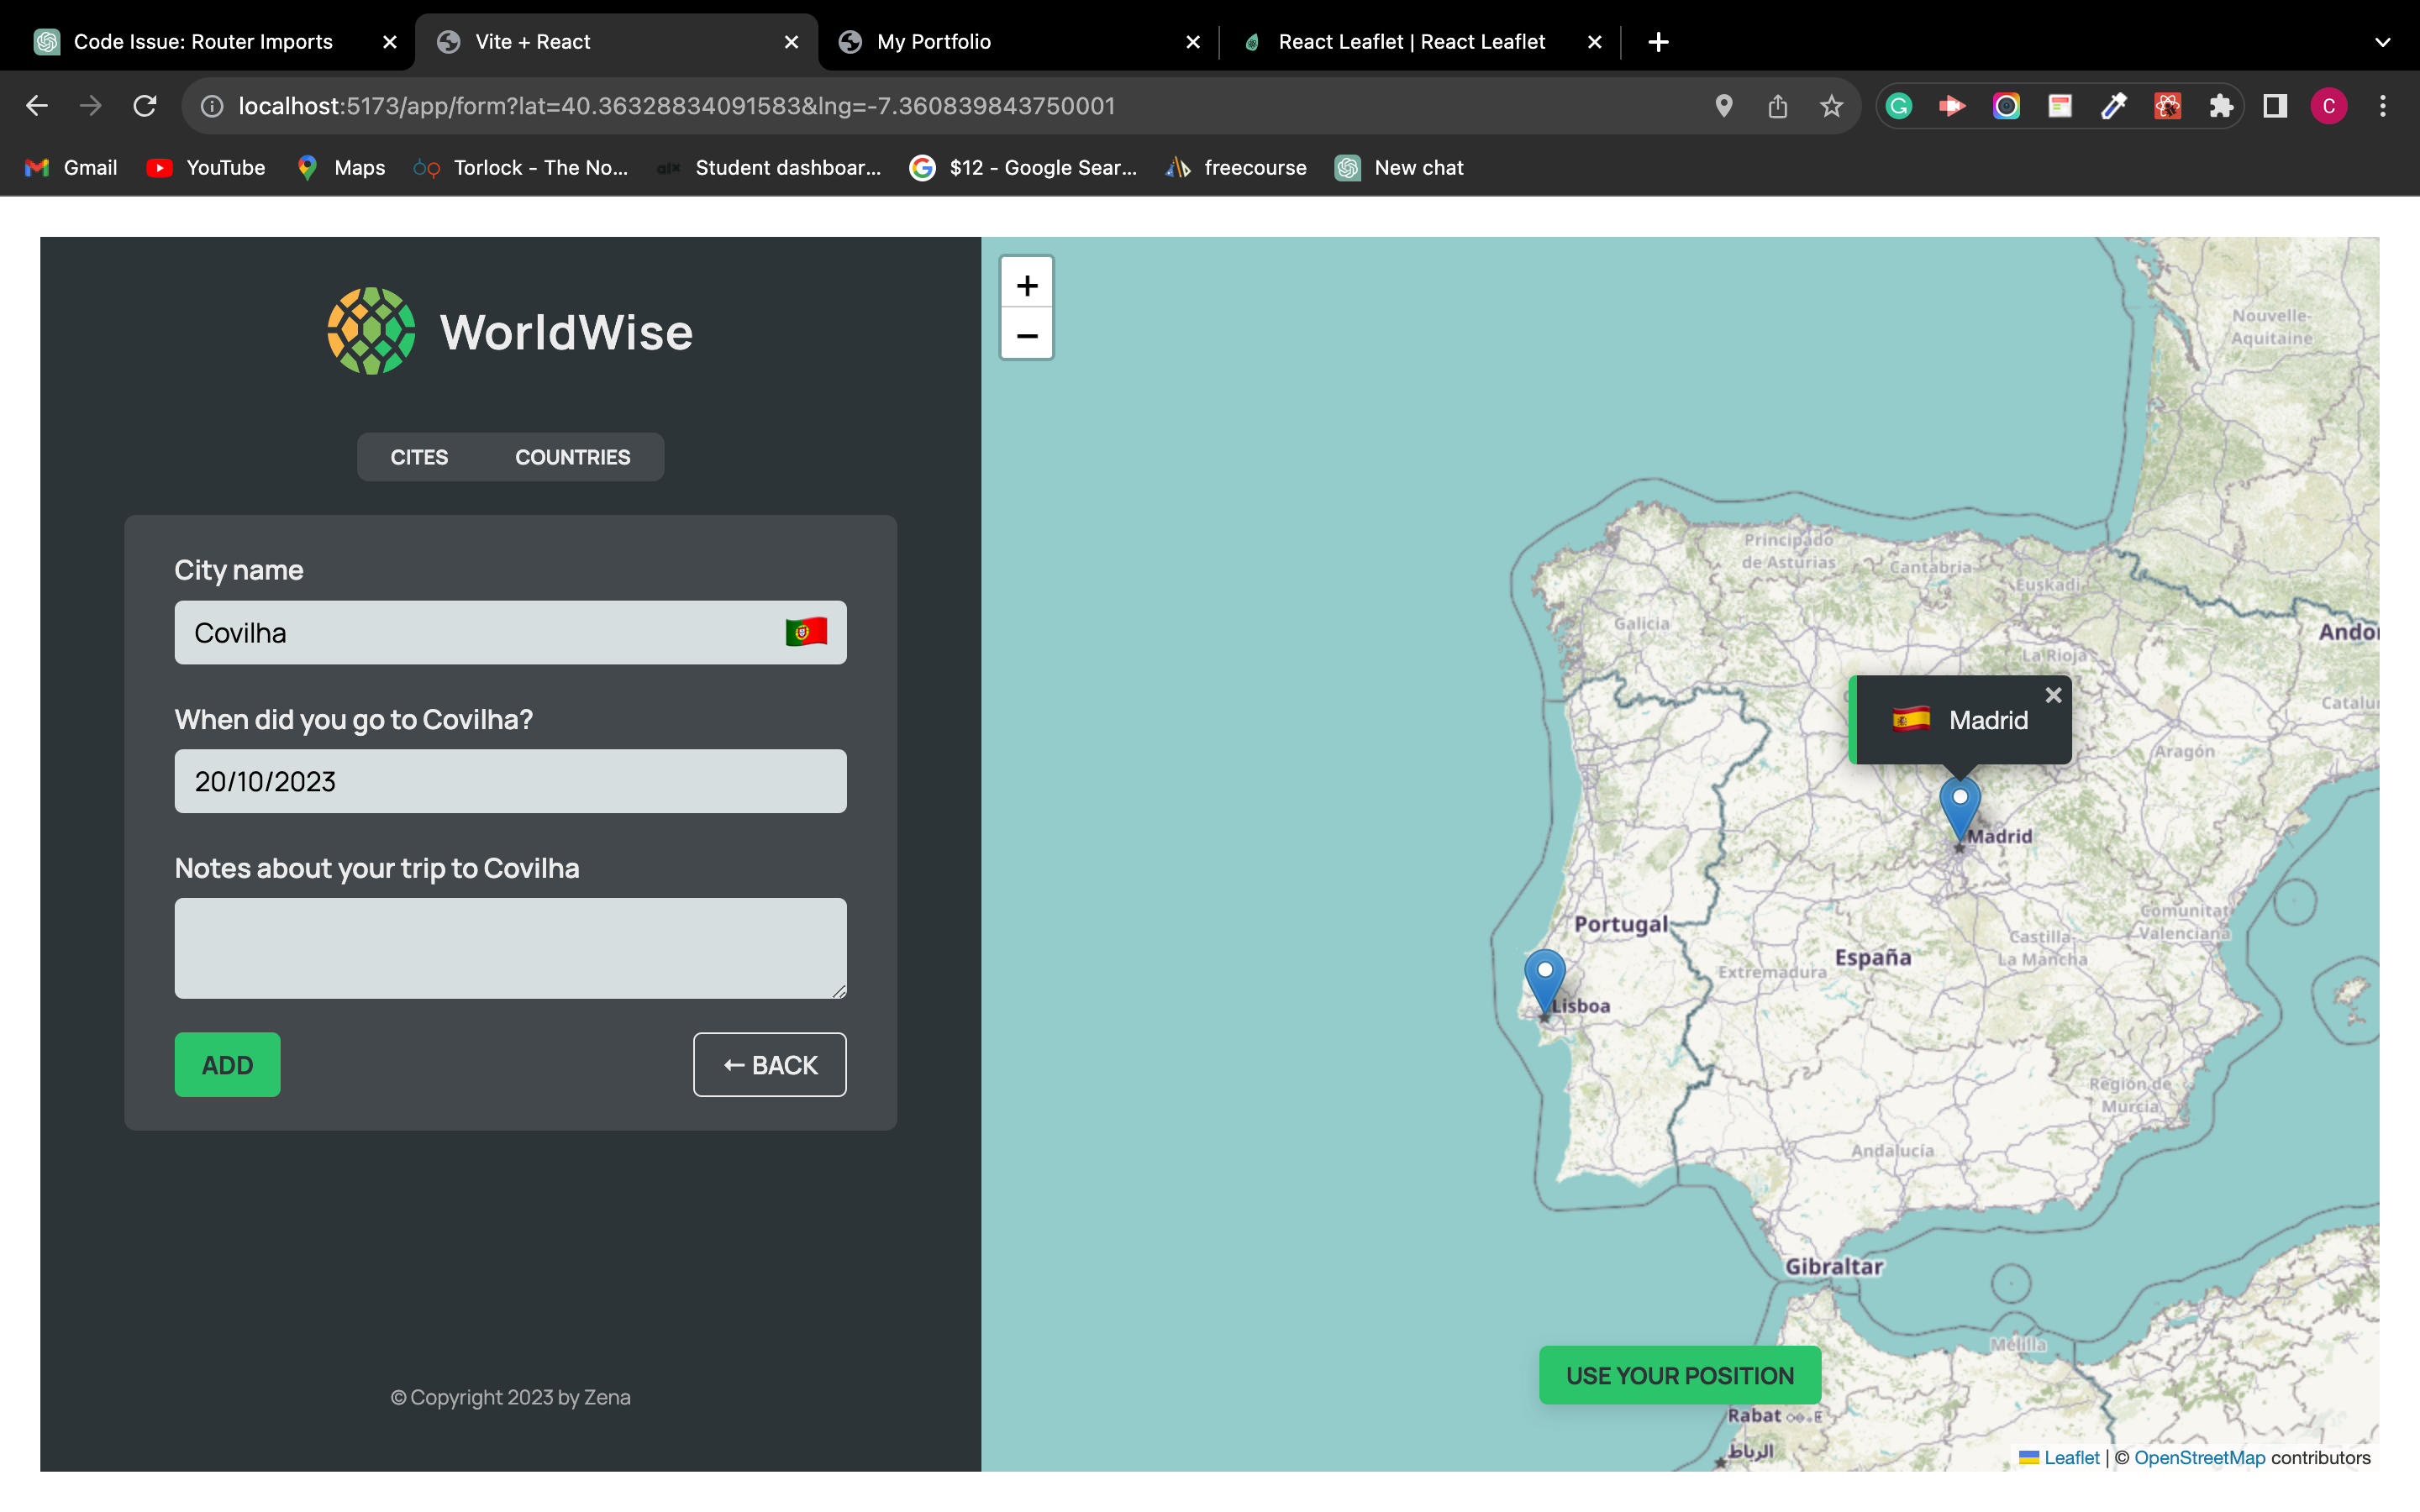 Code Issue: Router Imports
Vite + React
My Portfolio
React Leaflet | React Leaflet
localhost:5173/app/form?lat=40.36328834091583&lng=-7.360839843750001
C
Gmail
YouTube
Maps
Torlock - The No...
alx
Student dashboar...
$12 - Google Sear...
freecourse
New chat
WorldWise
CITES
COUNTRIES
City name
Covilha
When did you go to Covilha?
20/10/2023
Notes about your trip to Covilha
ADD
← BACK
© Copyright 2023 by Zena
+
−
Nouvelle-
Aquitaine
Principado
de Asturias
Cantabria
Euskadi
Galicia
La Rioja
Ando
Madrid
Catalu
Aragón
Madrid
Portugal
Comunitat
Valenciana
Castilla-
La Mancha
España
Extremadura
Lisboa
Región de
Murcia
Andalucía
Gibraltar
Melilla
USE YOUR POSITION
Rabat
الرباط
Leaflet | © OpenStreetMap contributors